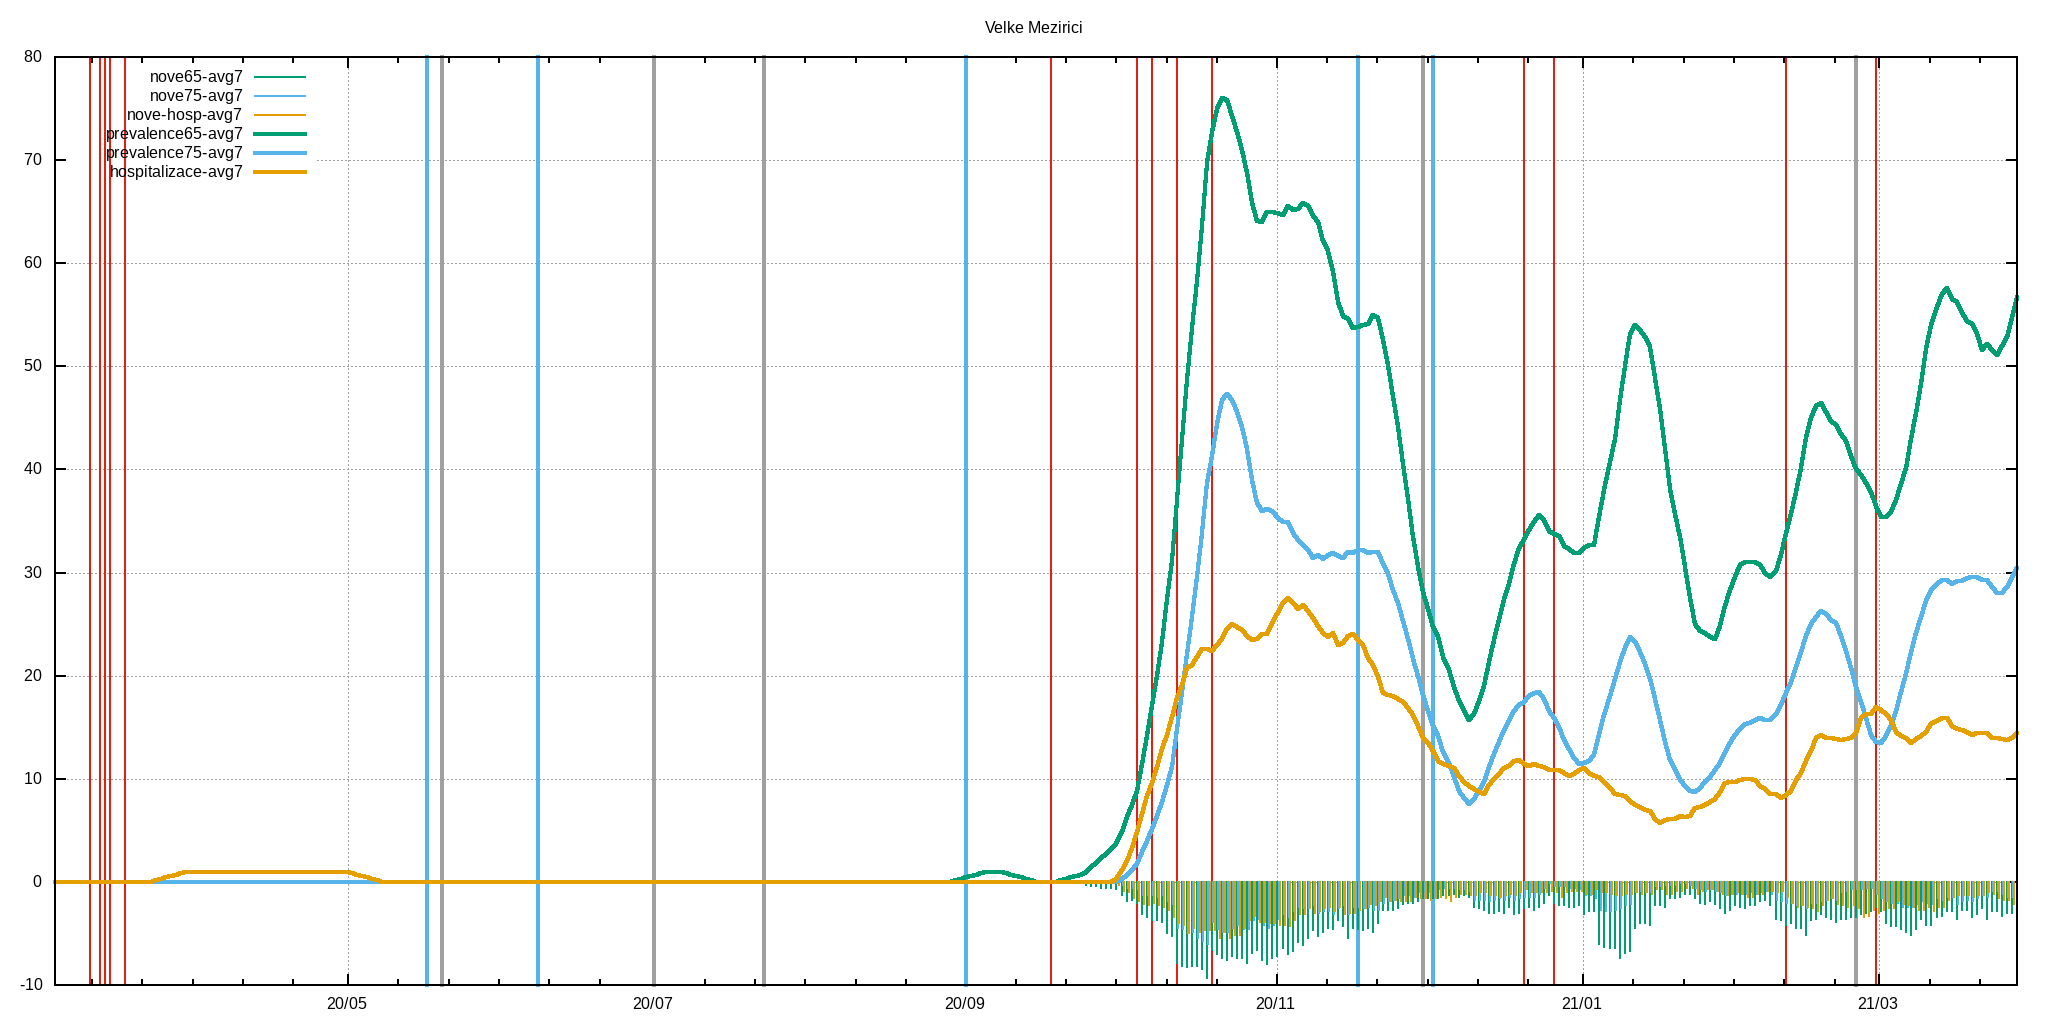 Velke Mezirici
80
70
60
50
40
30
20
10
0
-10
nove65-avg7
nove75-avg7
nove-hosp-avg7
prevalence65-avg7
prevalence75-avg7
hospitalizace-avg7
20/05
20/07
20/09
20/11
21/01
21/03